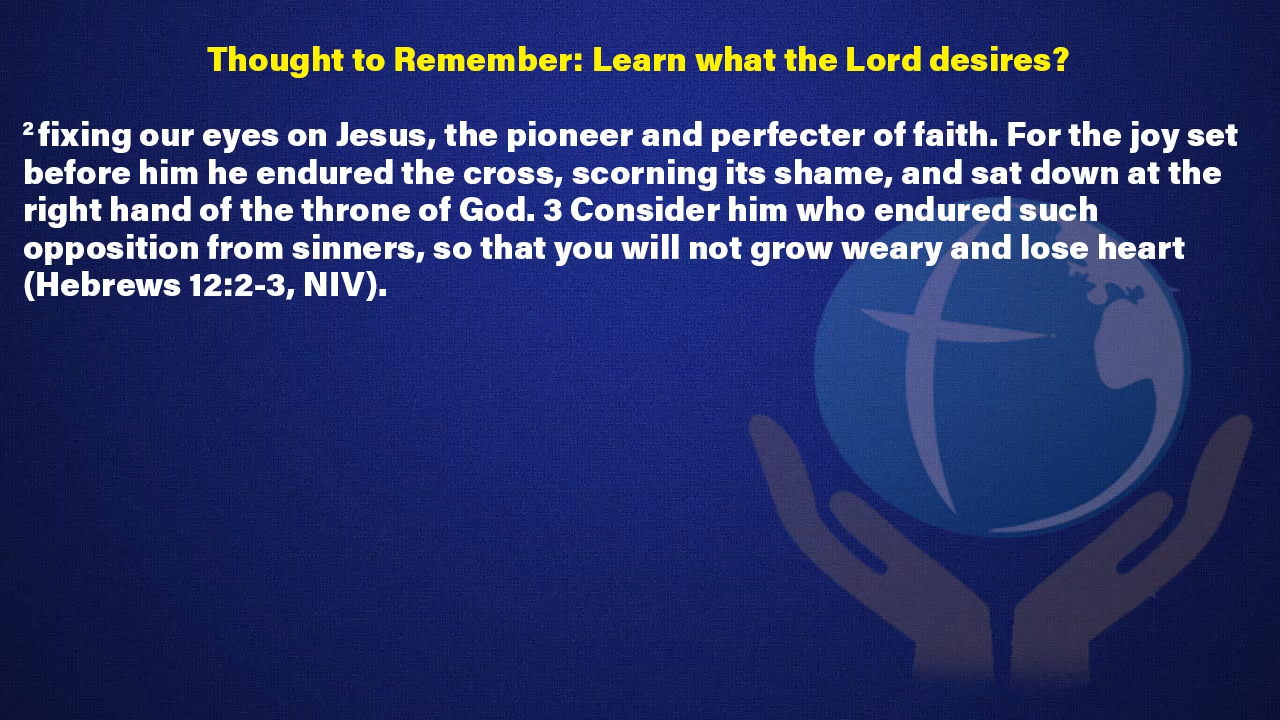 Thought to Remember: Learn what the Lord desires?
² fixing our eyes on Jesus, the pioneer and perfecter of faith. For the joy set
before him he endured the cross, scorning its shame, and sat down at the
right hand of the throne of God. 3 Consider him who endured such
opposition from sinners, so that you will not grow weary and lose heart
(Hebrews 12:2-3, NIV).